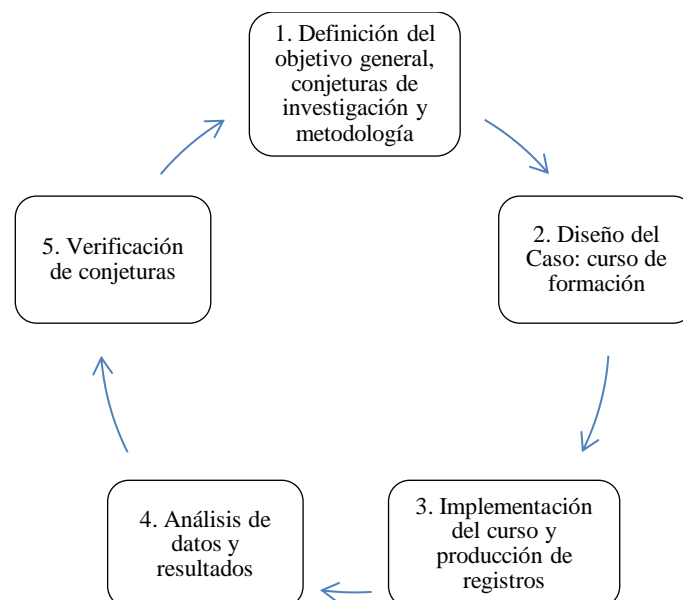 1. Definición del
objetivo general,
conjeturas de
investigación y
metodología
2. Diseño del
Caso: curso de
formación
3. Implementación
del curso y
producción de
registros
4. Análisis de
datos y
resultados
5. Verificación
de conjeturas